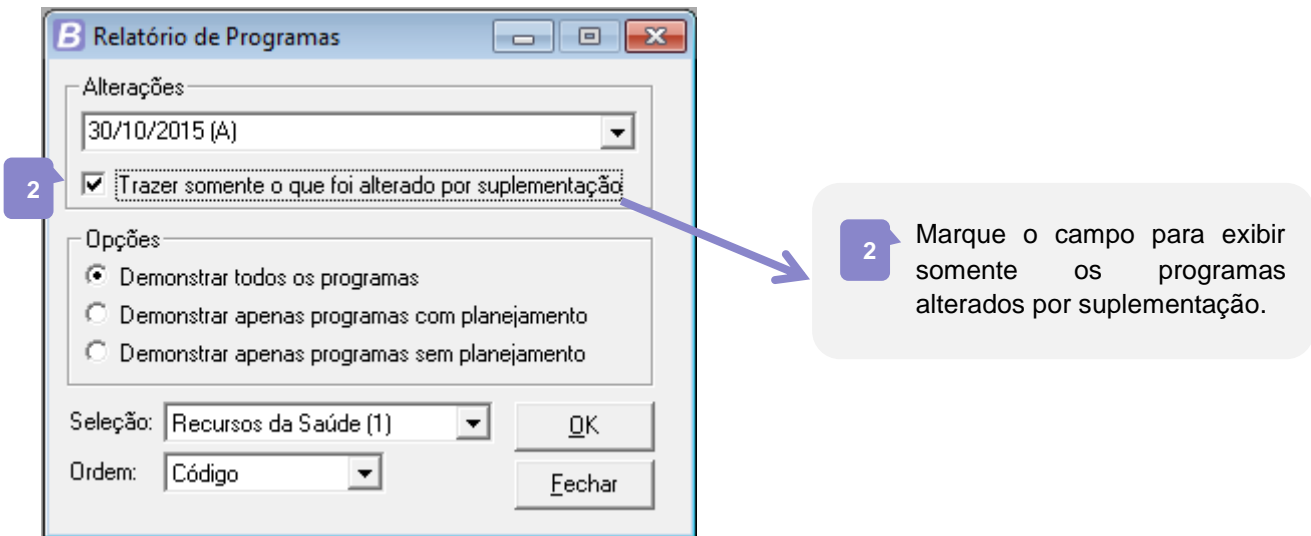 B Relatório de Programas
Alterações
30/10/2015 (A)
2
Trazer somente o que foi alterado por suplementação
Opções
Demonstrar todos os programas
Demonstrar apenas programas com planejamento
Demonstrar apenas programas sem planejamento
Seleção: Recursos da Saúde (1)
OK
Ordem: Código
Fechar
2
Marque o campo para exibir
somente os programas
alterados por suplementação.